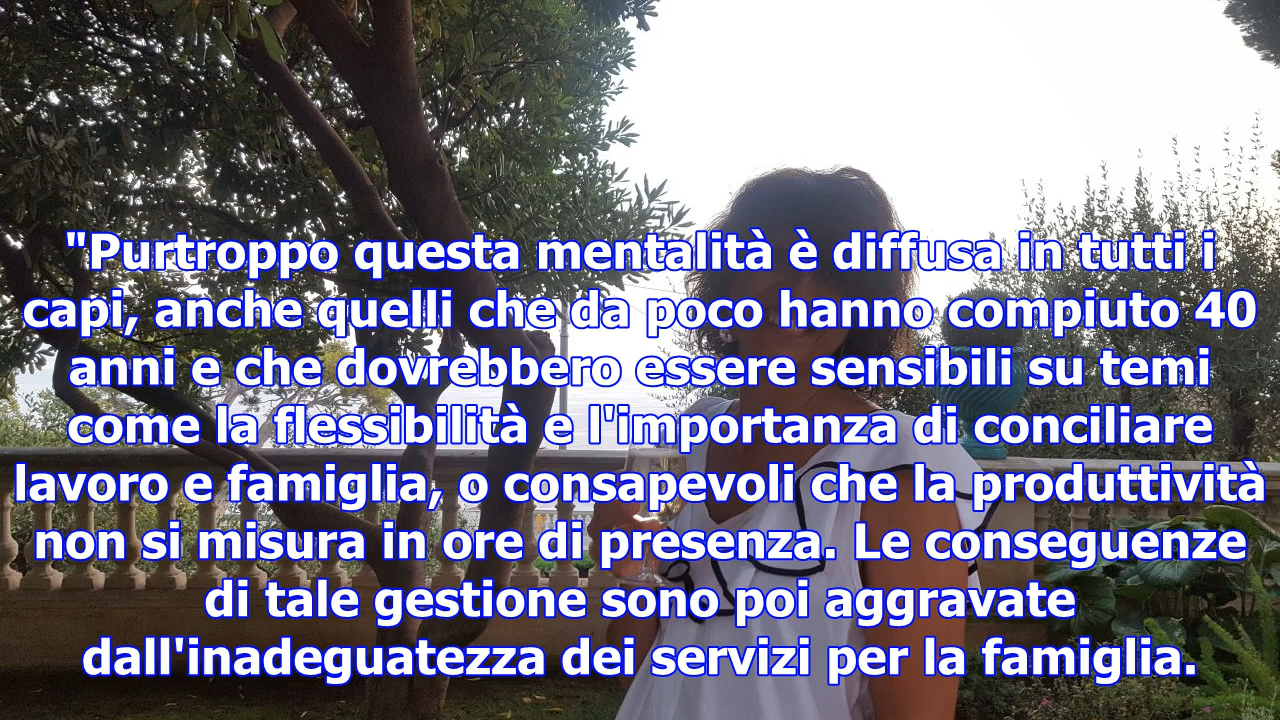 "Purtroppo questa mentalità è diffusa in tutti i
capi, anche quelli che da poco hanno compiuto 40
anni e che dovrebbero essere sensibili su temi
come la flessibilità e l'importanza di conciliare
lavoro e famiglia, o consapevoli che la produttività
non si misura in ore di presenza. Le conseguenze
di tale gestione sono poi aggravate
dall'inadeguatezza dei servizi per la famiglia.